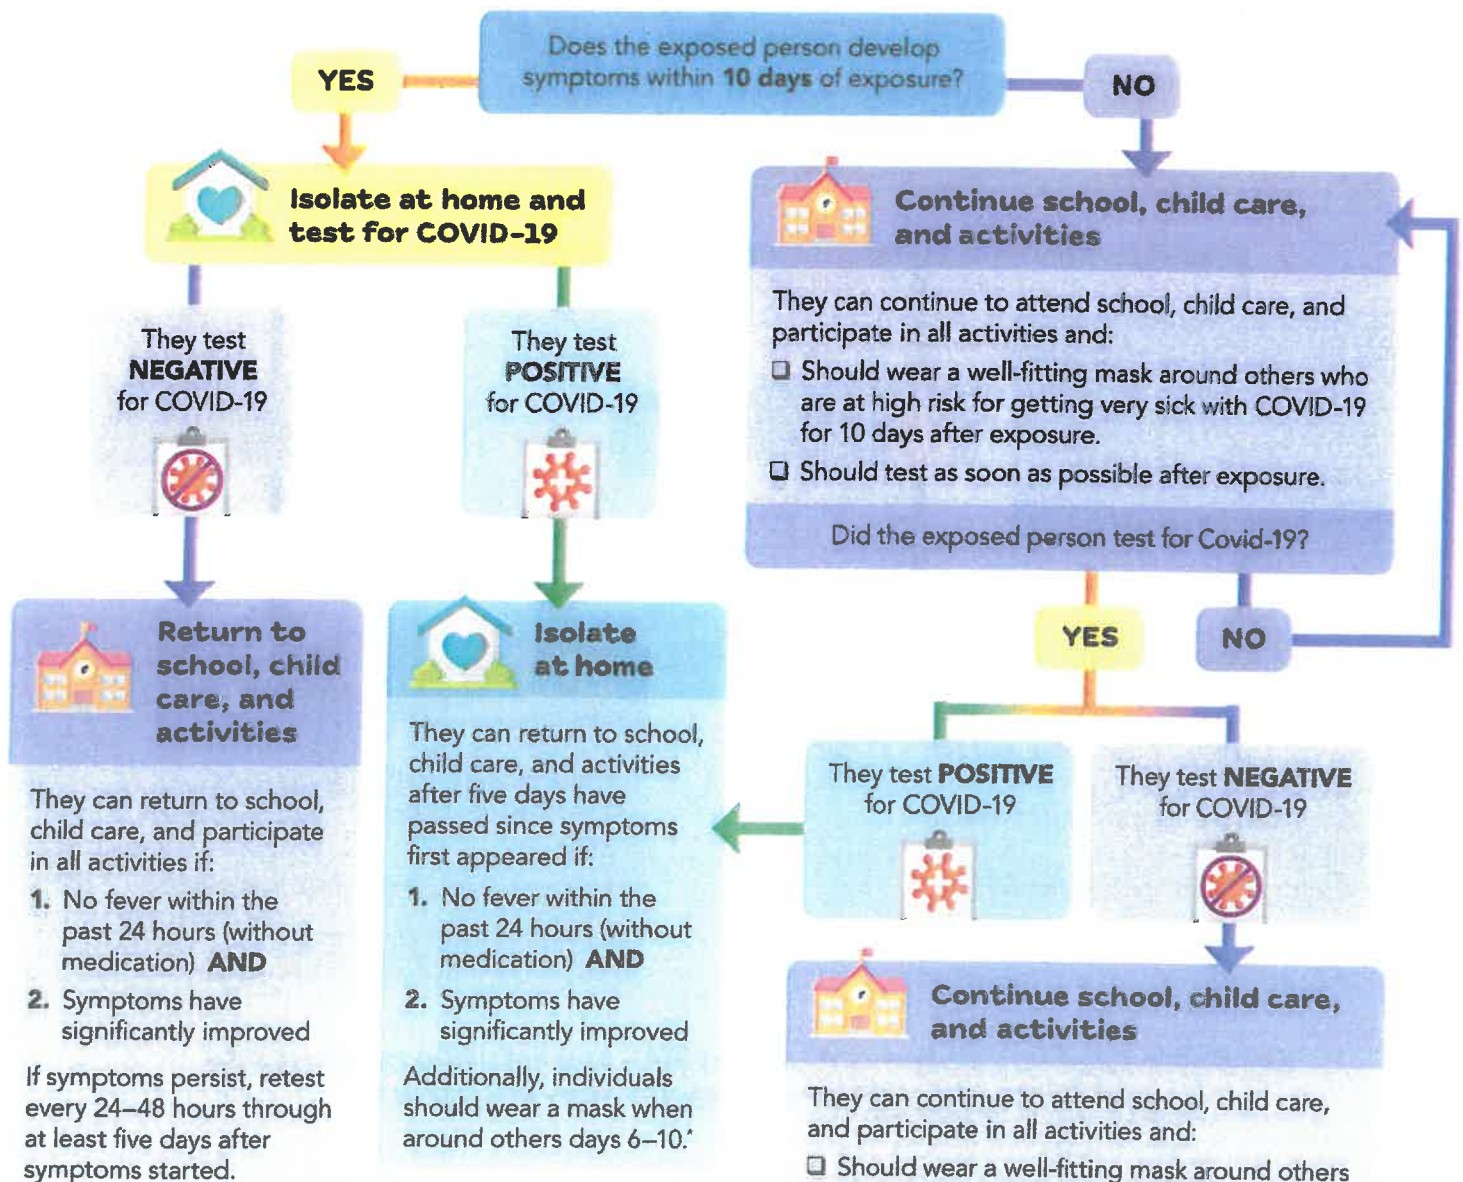 Does the exposed person develop
symptoms within 10 days of exposure?
YES
NO
Isolate at home and
test for COVID-19
They test
NEGATIVE
for COVID-19
They test
POSITIVE
for COVID-19
Return to
school, child
care, and
activities
They can return to school,
child care, and participate
in all activities if:
1. No fever within the
past 24 hours (without
medication) AND
2. Symptoms have
significantly improved
If symptoms persist, retest
every 24–48 hours through
at least five days after
symptoms started.
Isolate
at home
They can return to school,
child care, and activities
after five days have
passed since symptoms
first appeared if:
1. No fever within the
past 24 hours (without
medication) AND
2. Symptoms have
significantly improved
Additionally, individuals
should wear a mask when
around others days 6–10.*
Continue school, child care,
and activities
They can continue to attend school, child care, and
participate in all activities and:
❑ Should wear a well-fitting mask around others who
are at high risk for getting very sick with COVID-19
for 10 days after exposure.
❑ Should test as soon as possible after exposure.
Did the exposed person test for Covid-19?
YES
NO
They test POSITIVE
for COVID-19
They test NEGATIVE
for COVID-19
Continue school, child care,
and activities
They can continue to attend school, child care,
and participate in all activities and:
❑ Should wear a well-fitting mask around others